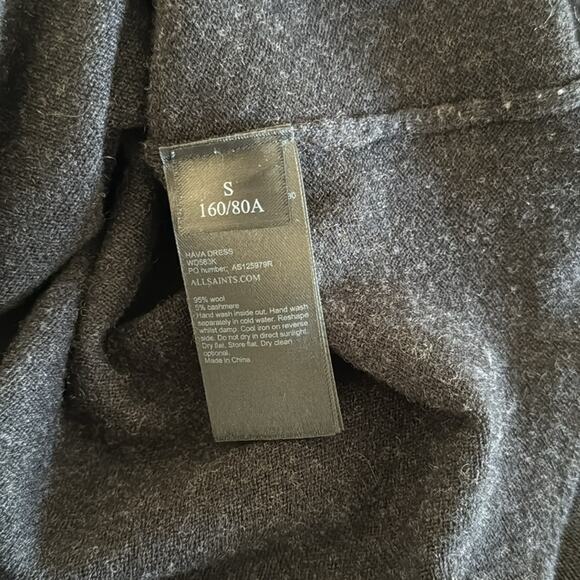 S
160/80A
HAVA DRESS
WD583K
PO number: AS125979R
ALLSAINTS.COM
95% wool
5% cashmere
Hand wash inside out. Hand wash
separately in cold water. Reshape
whilst damp. Cool iron on reverse
side. Do not dry in direct sunlight.
Dry flat. Store flat. Dry clean
optional.
Made in China